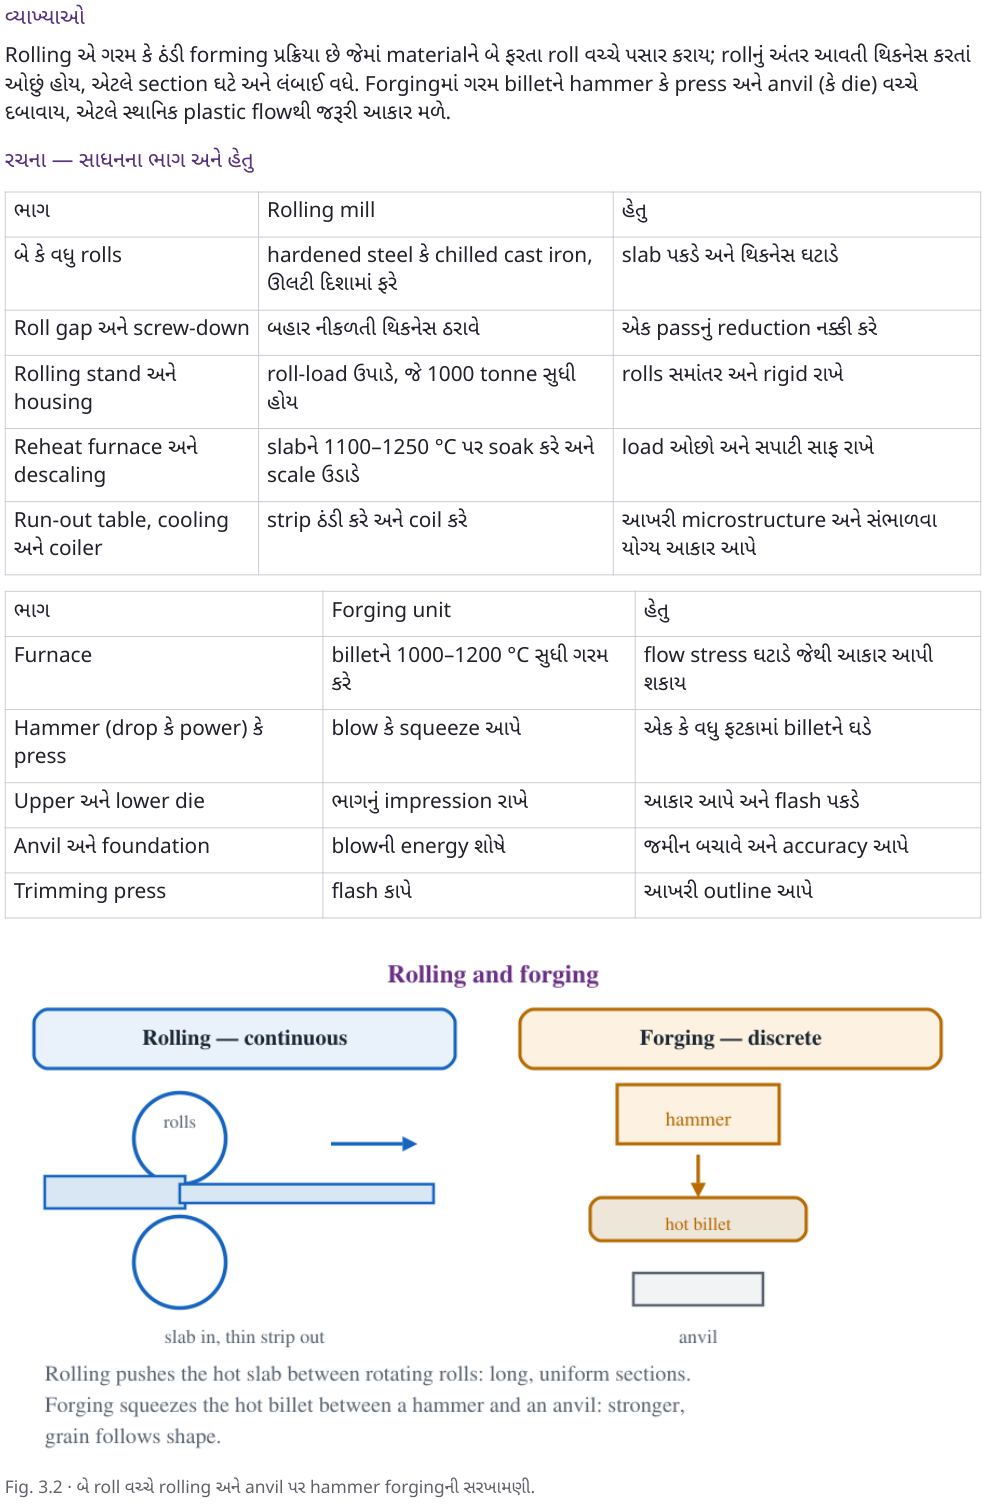 વ્યાખ્યાઓ
Rolling એ ગરમ કે ઠંડી forming પ્રક્રિયા છે જેમાં materialને બે ફરતા roll વચ્ચે પસાર કરાય; rollનું અંતર આવતી થિકનેસ કરતાં
ઓછું હોય, એટલે section ઘટે અને લંબાઈ વધે. Forgingમાં ગરમ billetને hammer કે press અને anvil (કે die) વચ્ચે
દબાવાય, એટલે સ્થાનિક plastic flowથી જરૂરી આકાર મળે.
રચના — સાધનના ભાગ અને હેતુ
ભાગ Rolling mill હેતુ
બે કે વધુ rolls hardened steel કે chilled cast iron, slab પકડે અને થિકનેસ ઘટાડે
ઊલટી દિશામાં ફરે
Roll gap અને screw-down બહાર નીકળતી થિકનેસ ઠરાવે એક passનું reduction નક્કી કરે
Rolling stand અને roll-load ઉપાડે, જે 1000 tonne સુધી rolls સમાંતર અને rigid રાખે
housing હોય
Reheat furnace અને slabને 1100–1250 °C પર soak કરે અને load ઓછો અને સપાટી સાફ રાખે
descaling scale ઉડાડે
Run-out table, cooling strip ઠંડી કરે અને coil કરે આખરી microstructure અને સંભાળવા
અને coiler યોગ્ય આકાર આપે
ભાગ Forging unit હેતુ
Furnace billetને 1000–1200 °C સુધી ગરમ flow stress ઘટાડે જેથી આકાર આપી
કરે શકાય
Hammer (drop કે power) કે blow કે squeeze આપે એક કે વધુ ફટકામાં billetને ઘડે
press
Upper અને lower die ભાગનું impression રાખે આકાર આપે અને flash પકડે
Anvil અને foundation blowની energy શોષે જમીન બચાવે અને accuracy આપે
Trimming press flash કાપે આખરી outline આપે
Rolling and forging
Rolling — continuous Forging — discrete
rolls hammer
hot billet
slab in, thin strip out anvil
Rolling pushes the hot slab between rotating rolls: long, uniform sections.
Forging squeezes the hot billet between a hammer and an anvil: stronger,
grain follows shape.
Fig. 3.2 · બે roll વચ્ચે rolling અને anvil પર hammer forgingની સરખામણી.